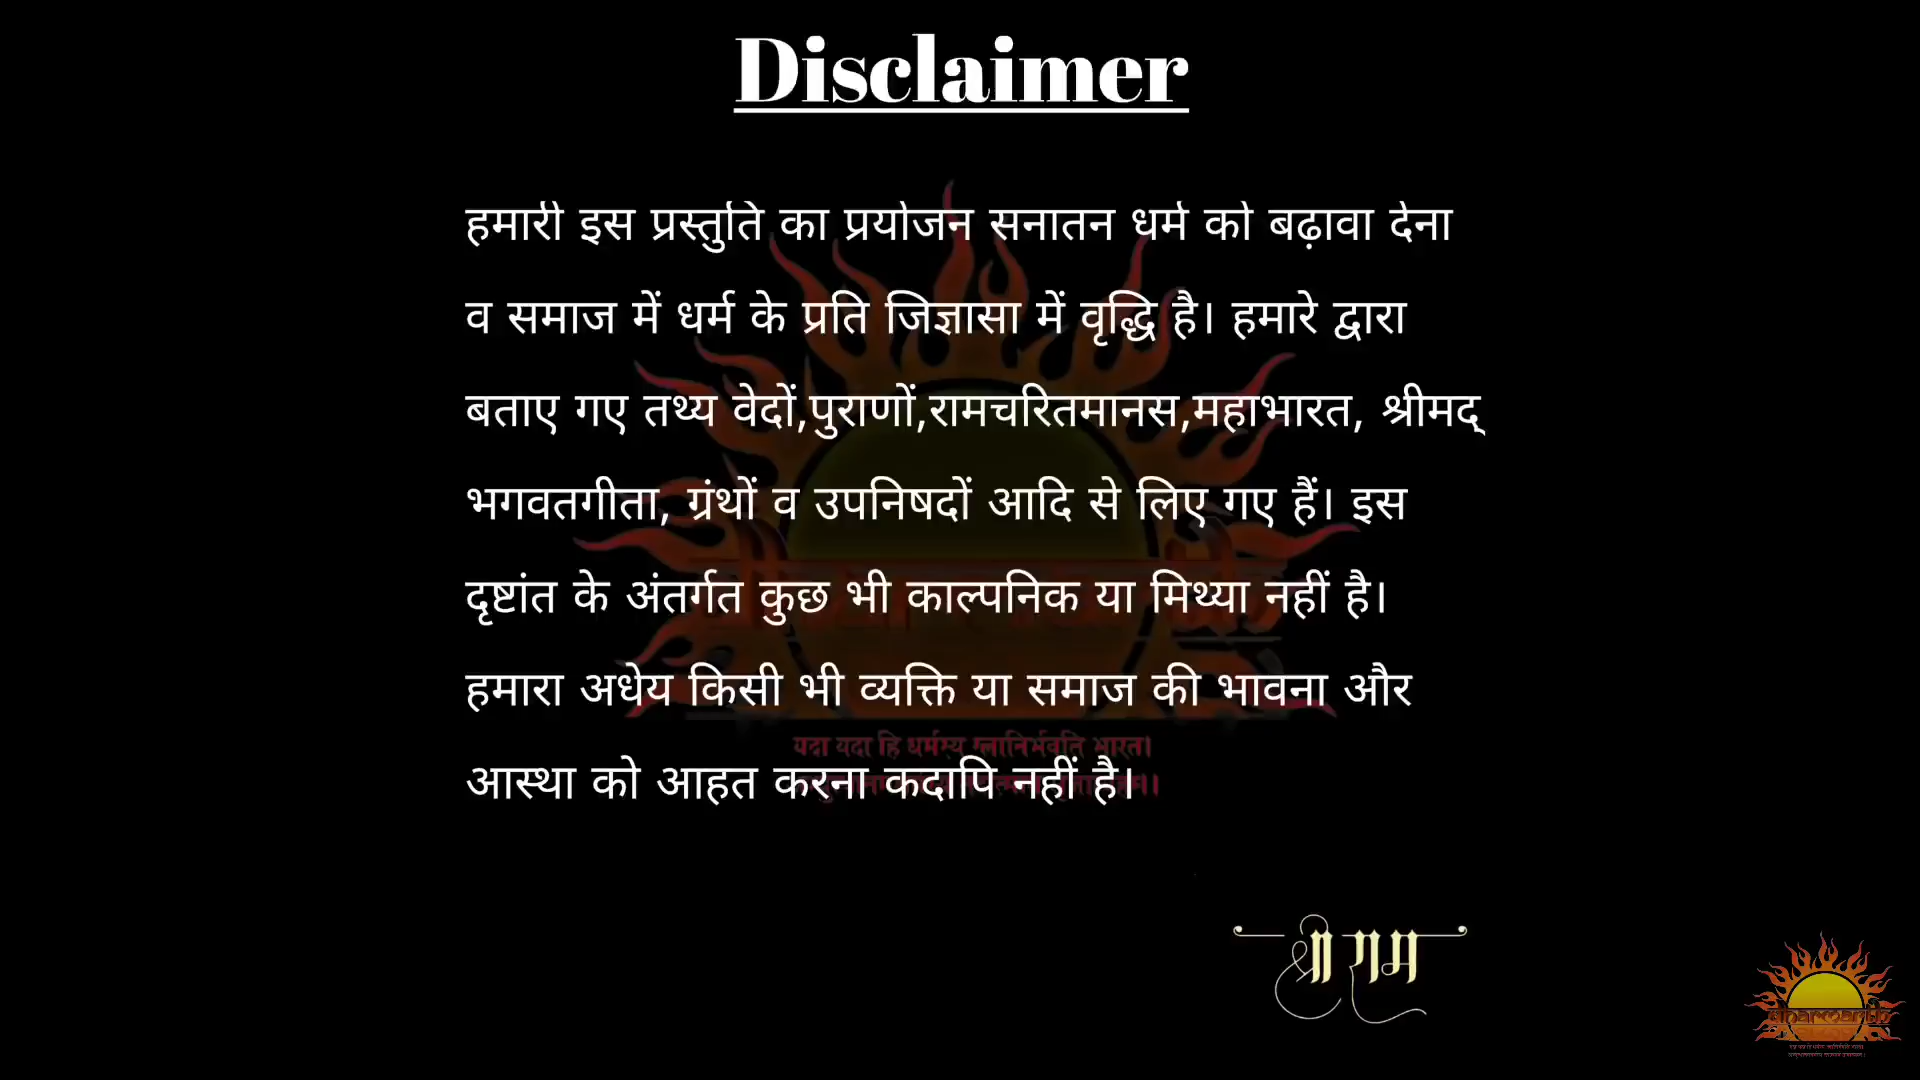 Disclaimer
हमारी इस प्रस्तुति का प्रयोजन सनातन धर्म को बढ़ावा देना
व समाज में धर्म के प्रति जिज्ञासा में वृद्धि है। हमारे द्वारा
बताए गए तथ्य वेदों,पुराणों,रामचरितमानस,महाभारत, श्रीमद्
भगवतगीता, ग्रंथों व उपनिषदों आदि से लिए गए हैं। इस
दृष्टांत के अंतर्गत कुछ भी काल्पनिक या मिथ्या नहीं है।
हमारा अधेय किसी भी व्यक्ति या समाज की भावना और
यदा यदा हि धर्मस्य ग्लानिर्भवति भारत।
आस्था को आहत करना कदापि नहीं है।
श्री राम
dharmarth